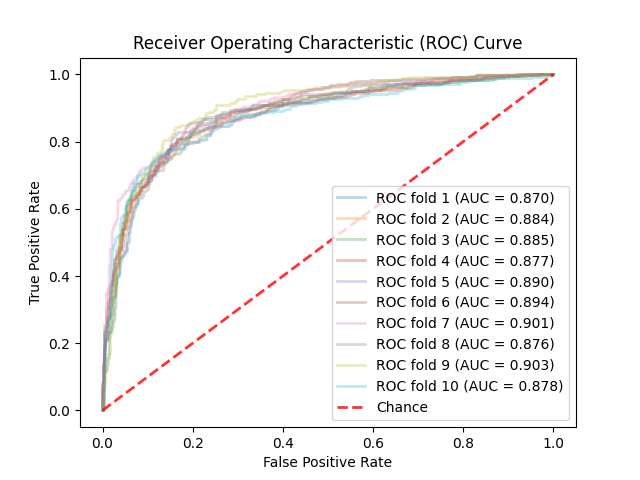 Receiver Operating Characteristic (ROC) Curve
True Positive Rate
1.0
0.8
0.6
0.4
0.2
0.0
ROC fold 1 (AUC = 0.870)
ROC fold 2 (AUC = 0.884)
ROC fold 3 (AUC = 0.885)
ROC fold 4 (AUC = 0.877)
ROC fold 5 (AUC = 0.890)
ROC fold 6 (AUC = 0.894)
ROC fold 7 (AUC = 0.901)
ROC fold 8 (AUC = 0.876)
ROC fold 9 (AUC = 0.903)
ROC fold 10 (AUC = 0.878)
Chance
0.0 0.2 0.4 0.6 0.8 1.0
False Positive Rate